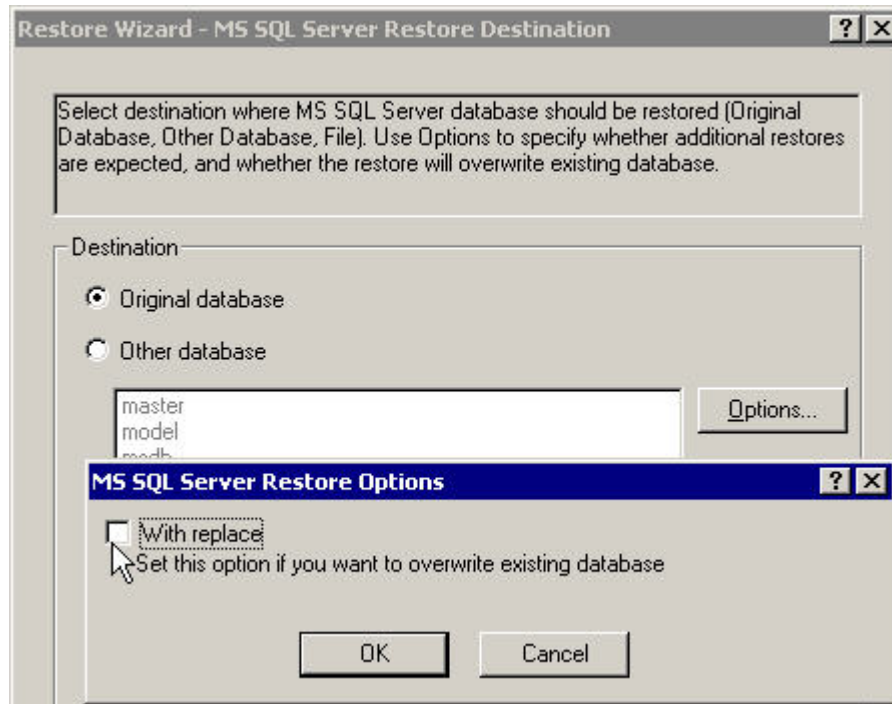 Restore Wizard - MS SQL Server Restore Destination
Select destination where MS SQL Server database should be restored (Original
Database, Other Database, File). Use Options to specify whether additional restores
are expected, and whether the restore will overwrite existing database.
Destination
Original database
Other database
master
Options...
model
msdb
MS SQL Server Restore Options
With replace
Set this option if you want to overwrite existing database
OK
Cancel